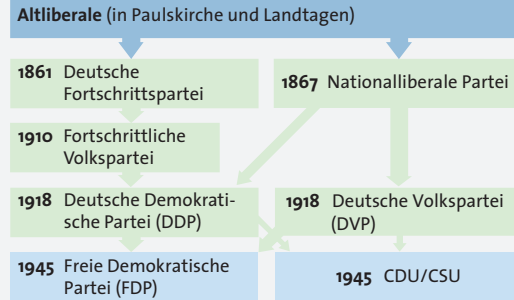 Altliberale (in Paulskirche und Landtagen)
1861 Deutsche
Fortschrittspartei
1867 Nationalliberale Partei
1910 Fortschrittliche
Volkspartei
1918 Deutsche Demokrati-
sche Partei (DDP)
1918 Deutsche Volkspartei
(DVP)
1945 Freie Demokratische
Partei (FDP)
1945 CDU/CSU